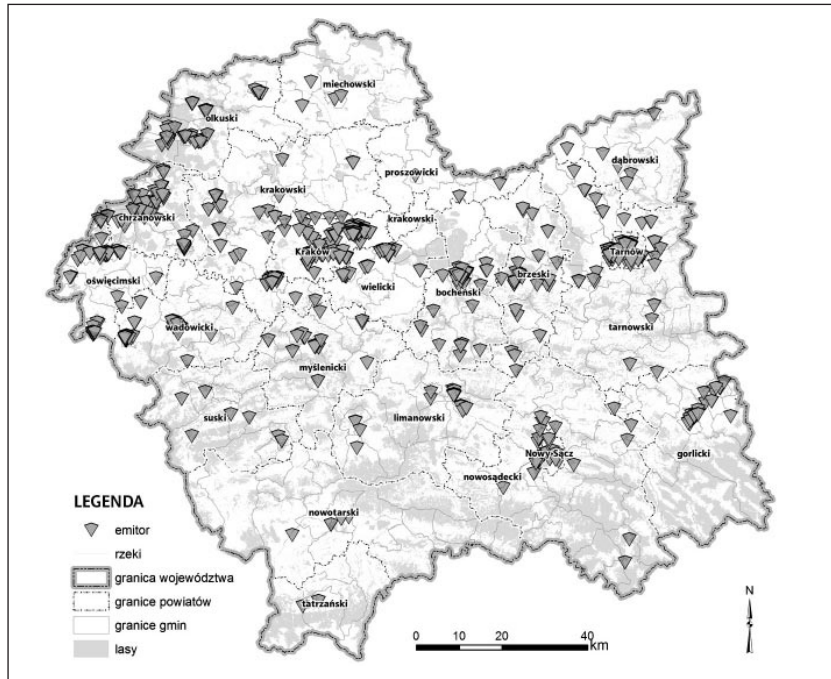 miechowski
olkuski
dąbrowski
proszowicki
krakowski
krakowski
chrzanowski
Kraków
Tarnów
brzeski
oświęcimski
wielicki
bocheński
wadowicki
tarnowski
myślenicki
suski
limanowski
Nowy Sącz
gorlicki
nowosądecki
nowotarski
tatrzański
LEGENDA
emitor
rzeki
granica województwa
granice powiatów
granice gmin
lasy
0 10 20 40
km
N